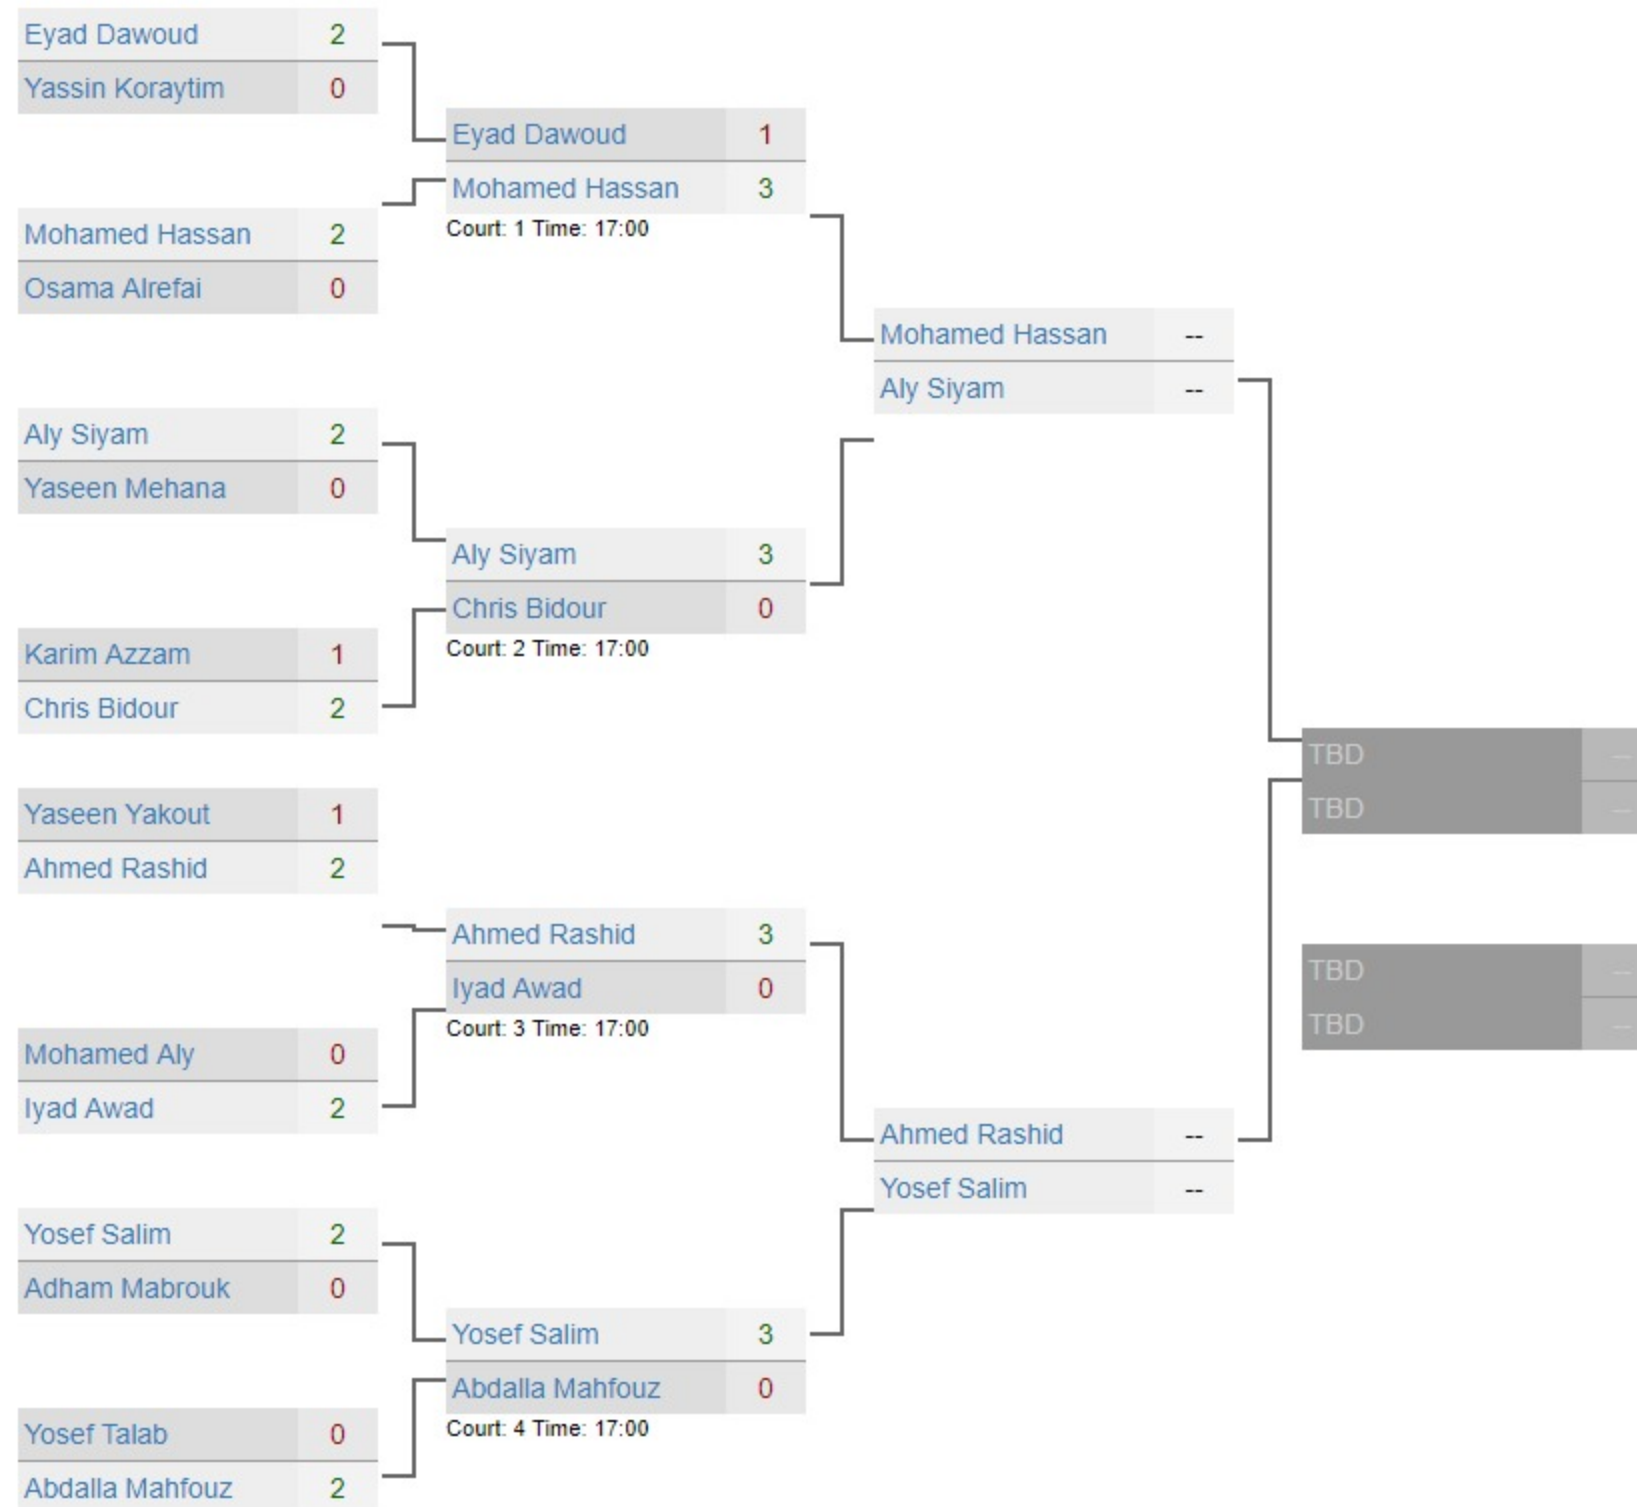 Eyad Dawoud 2
Yassin Koraytim 0
Mohamed Hassan 2
Osama Alrefai 0
Aly Siyam 2
Yaseen Mehana 0
Karim Azzam 1
Chris Bidour 2
Yaseen Yakout 1
Ahmed Rashid 2
Mohamed Aly 0
Iyad Awad 2
Yosef Salim 2
Adham Mabrouk 0
Yosef Talab 0
Abdalla Mahfouz 2
Eyad Dawoud 1
Mohamed Hassan 3
Court: 1 Time: 17:00
Aly Siyam 3
Chris Bidour 0
Court: 2 Time: 17:00
Ahmed Rashid 3
Iyad Awad 0
Court: 3 Time: 17:00
Yosef Salim 3
Abdalla Mahfouz 0
Court: 4 Time: 17:00
Mohamed Hassan --
Aly Siyam --
Ahmed Rashid --
Yosef Salim --
TBD --
TBD --
TBD --
TBD --